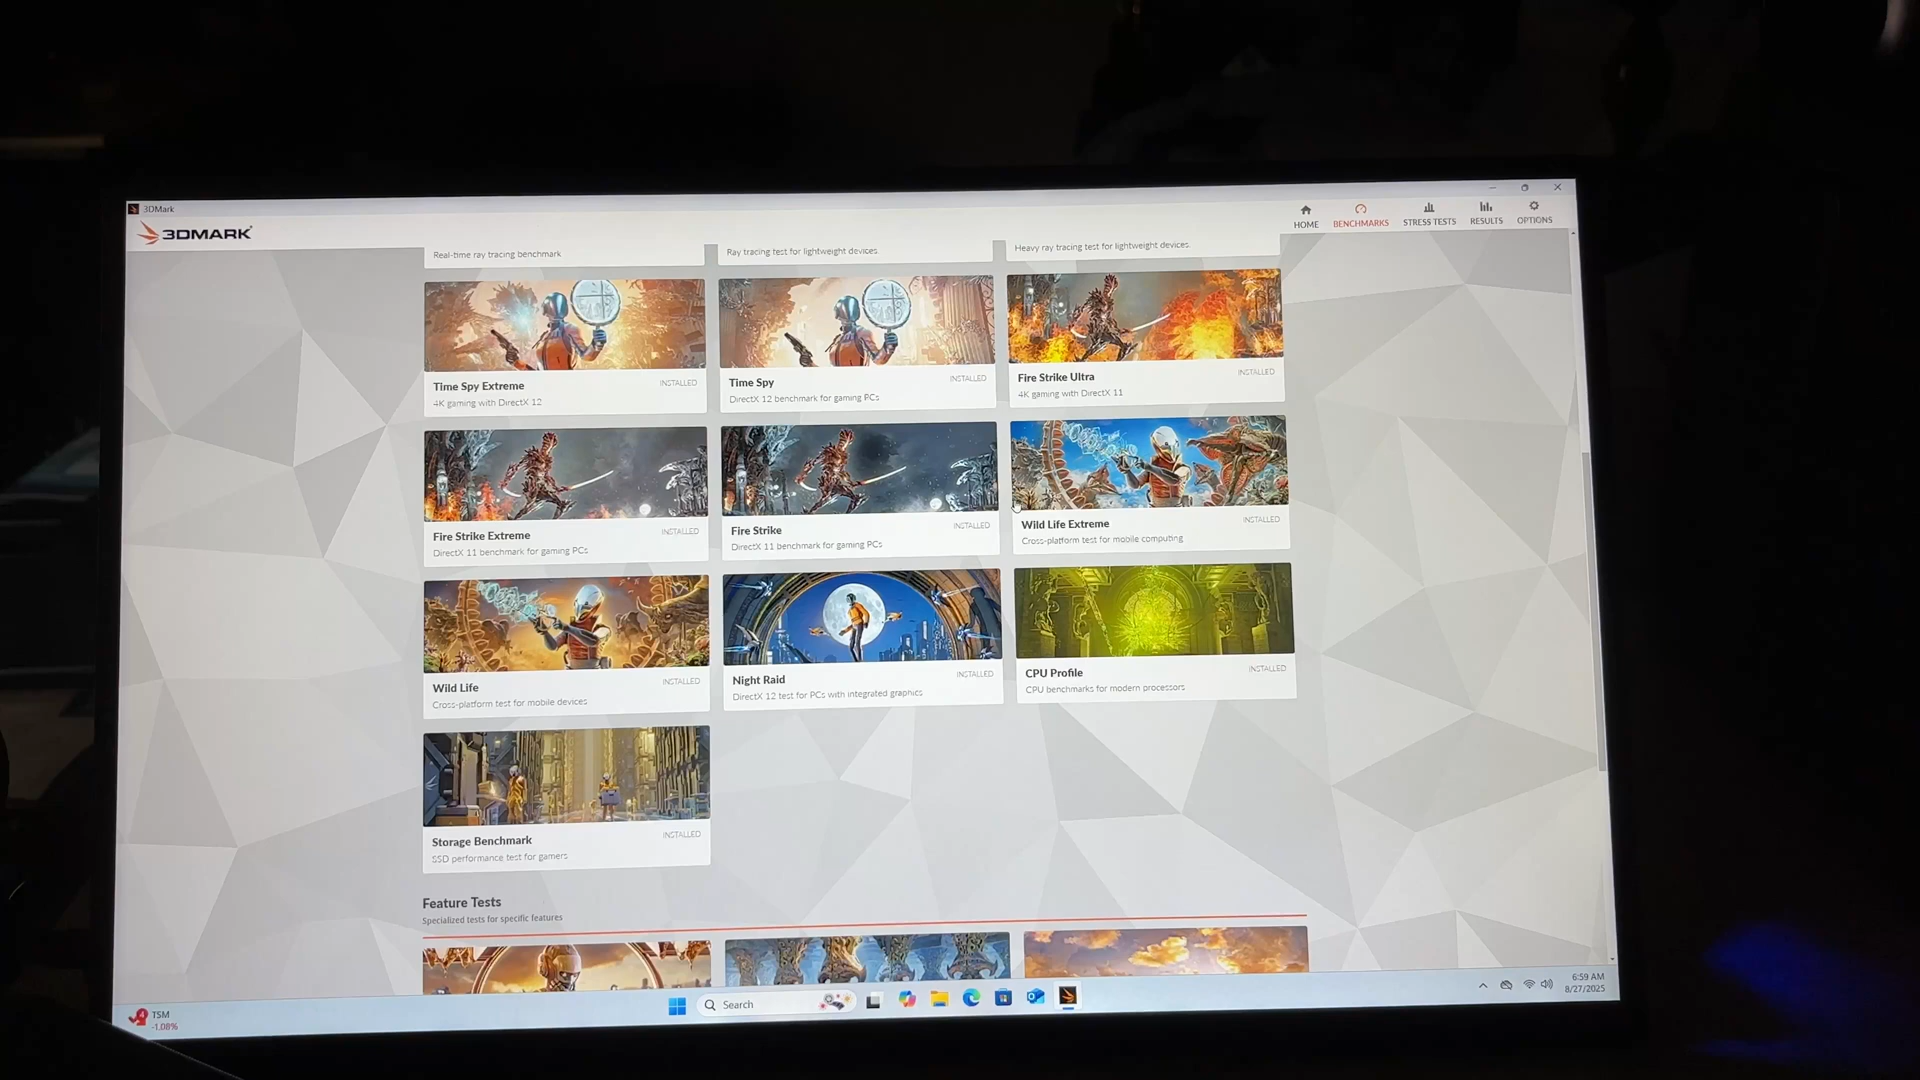 3DMark
3DMARK
HOME
BENCHMARKS
STRESS TESTS
RESULTS
OPTIONS
Real-time ray tracing benchmark
Ray tracing test for lightweight devices
Heavy ray tracing test for lightweight devices
Time Spy Extreme
INSTALLED
4K gaming with DirectX 12
Time Spy
INSTALLED
DirectX 12 benchmark for gaming PCs
Fire Strike Ultra
INSTALLED
4K gaming with DirectX 11
Fire Strike Extreme
INSTALLED
DirectX 11 benchmark for gaming PCs
Fire Strike
INSTALLED
DirectX 11 benchmark for gaming PCs
Wild Life Extreme
INSTALLED
Cross-platform test for mobile computing
Wild Life
INSTALLED
Cross-platform test for mobile devices
Night Raid
INSTALLED
DirectX 12 test for PCs with integrated graphics
CPU Profile
INSTALLED
CPU benchmarks for modern processors
Storage Benchmark
INSTALLED
SSD performance test for gamers
Feature Tests
Specialized tests for specific features
4
TSM
-1.08%
Search
6:59 AM
8/27/2025